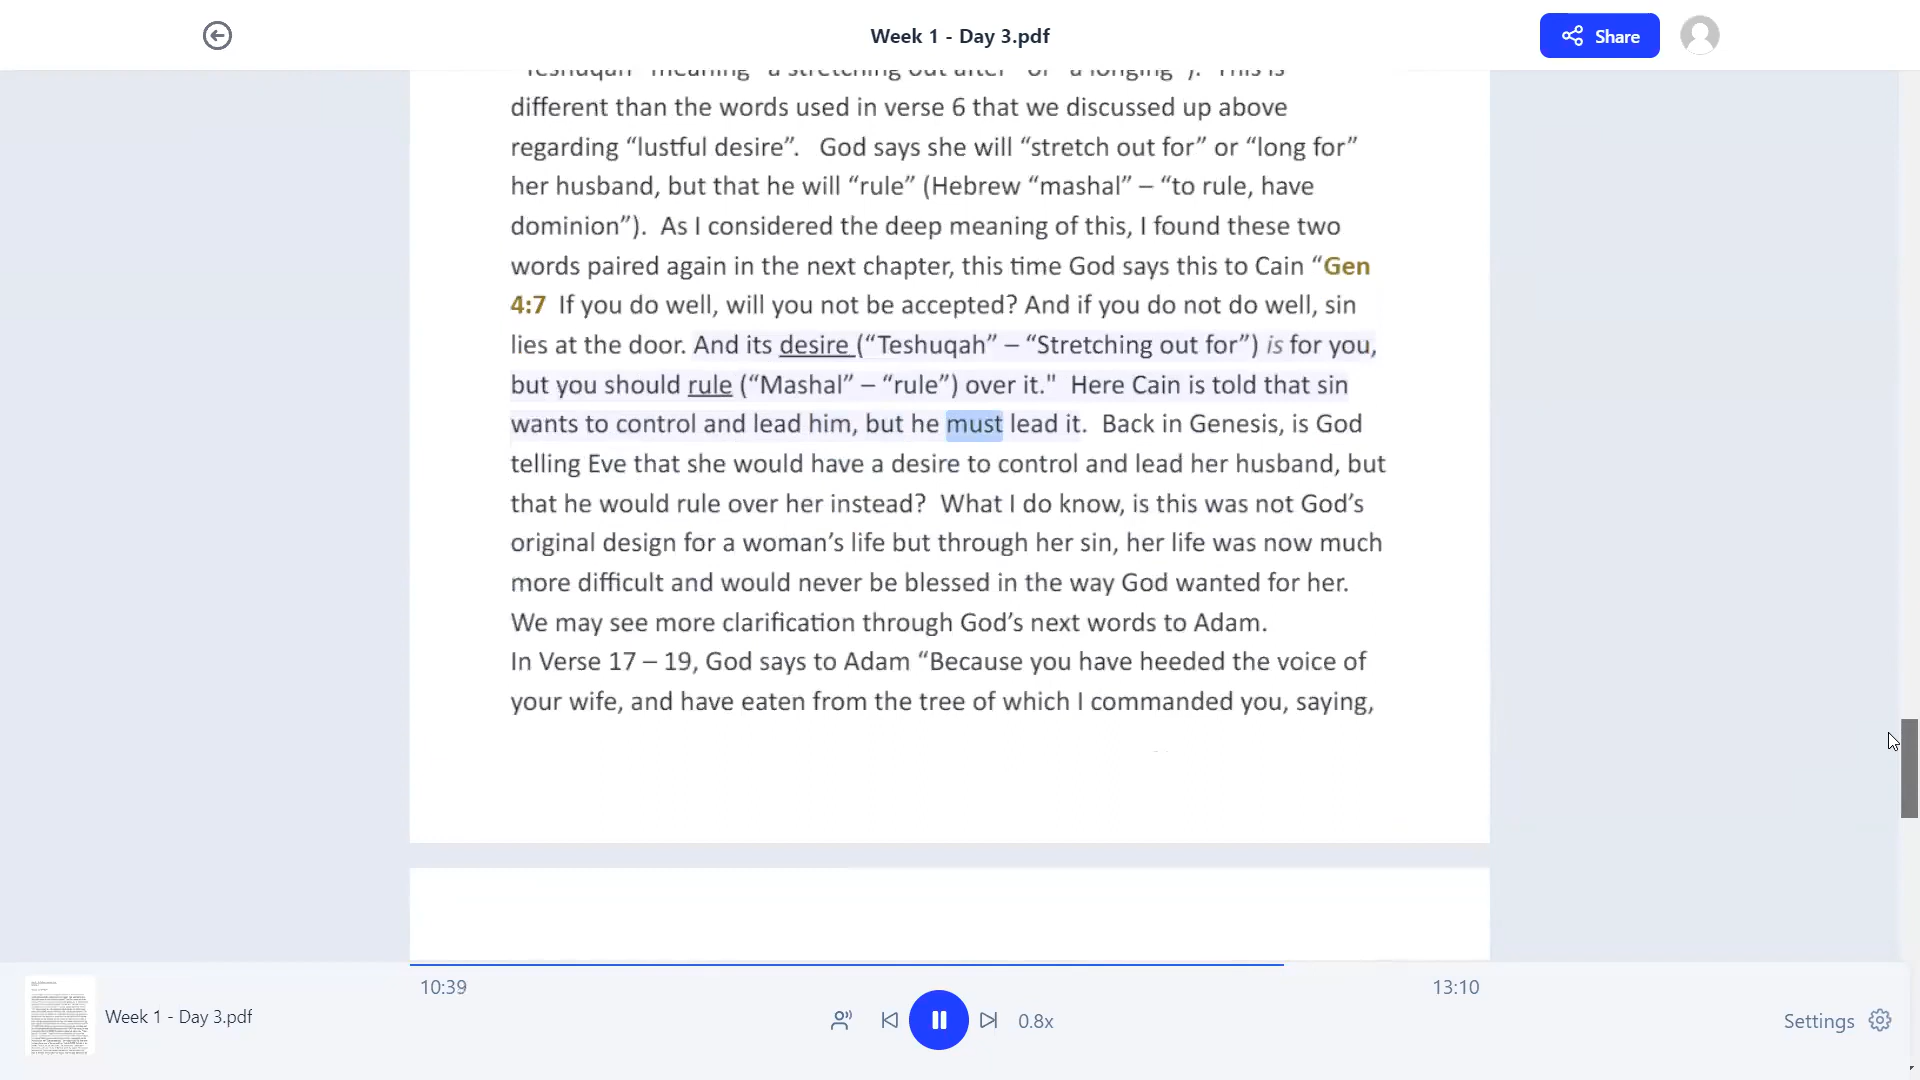 Week 1 - Day 3.pdf
Share
"Teshuqah" meaning "a stretching out after" or "a longing").  This is
different than the words used in verse 6 that we discussed up above
regarding “lustful desire”.   God says she will “stretch out for” or “long for”
her husband, but that he will “rule” (Hebrew “mashal” – “to rule, have
dominion”).  As I considered the deep meaning of this, I found these two
words paired again in the next chapter, this time God says this to Cain “Gen
4:7  If you do well, will you not be accepted? And if you do not do well, sin
lies at the door. And its desire (“Teshuqah” – “Stretching out for”) is for you,
but you should rule (“Mashal” – “rule”) over it."  Here Cain is told that sin
wants to control and lead him, but he must lead it.  Back in Genesis, is God
telling Eve that she would have a desire to control and lead her husband, but
that he would rule over her instead?  What I do know, is this was not God’s
original design for a woman’s life but through her sin, her life was now much
more difficult and would never be blessed in the way God wanted for her.
We may see more clarification through God’s next words to Adam.
In Verse 17 – 19, God says to Adam “Because you have heeded the voice of
your wife, and have eaten from the tree of which I commanded you, saying,
10:39
13:10
Week 1 - Day 3.pdf
0.8x
Settings